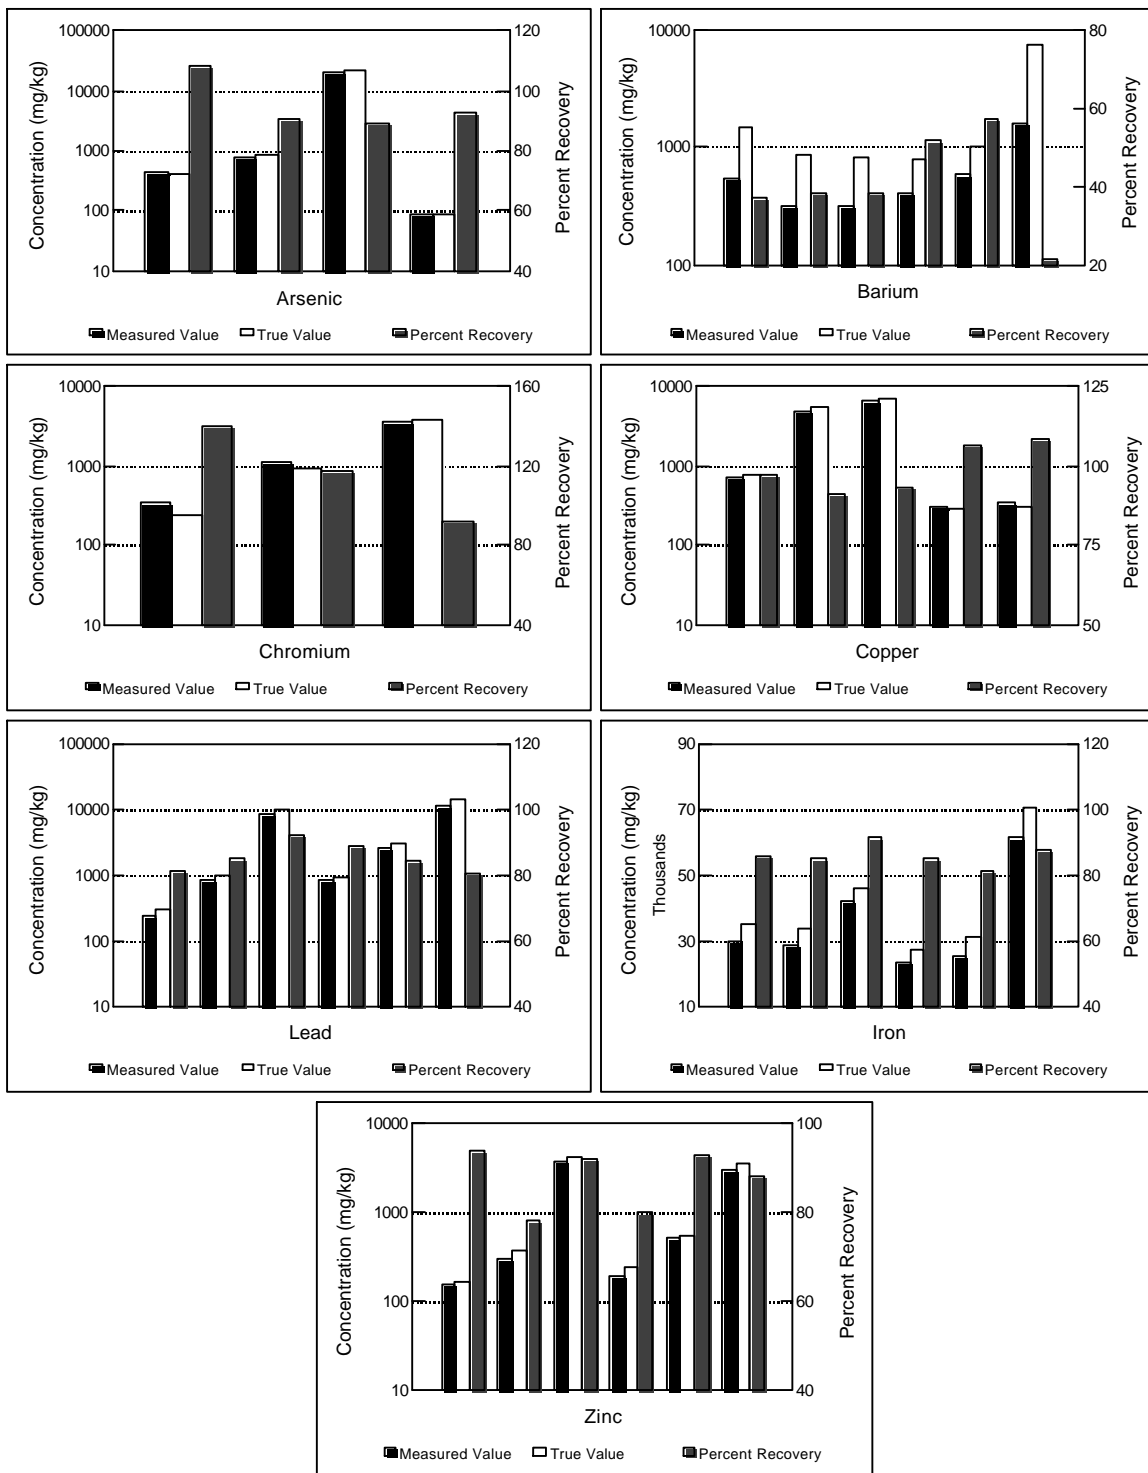 100000
10000
1000
100
10
Concentration (mg/kg)
120
100
80
60
40
Percent Recovery
Arsenic
Measured Value True Value Percent Recovery
10000
1000
100
Concentration (mg/kg)
80
60
40
20
Percent Recovery
Barium
Measured Value True Value Percent Recovery
10000
1000
100
10
Concentration (mg/kg)
160
120
80
40
Percent Recovery
Chromium
Measured Value True Value Percent Recovery
10000
1000
100
10
Concentration (mg/kg)
125
100
75
50
Percent Recovery
Copper
Measured Value True Value Percent Recovery
100000
10000
1000
100
10
Concentration (mg/kg)
120
100
80
60
40
Percent Recovery
Lead
Measured Value True Value Percent Recovery
90
70
50
30
10
Concentration (mg/kg)
Thousands
120
100
80
60
40
Percent Recovery
Iron
Measured Value True Value Percent Recovery
10000
1000
100
10
Concentration (mg/kg)
100
80
60
40
Percent Recovery
Zinc
Measured Value True Value Percent Recovery